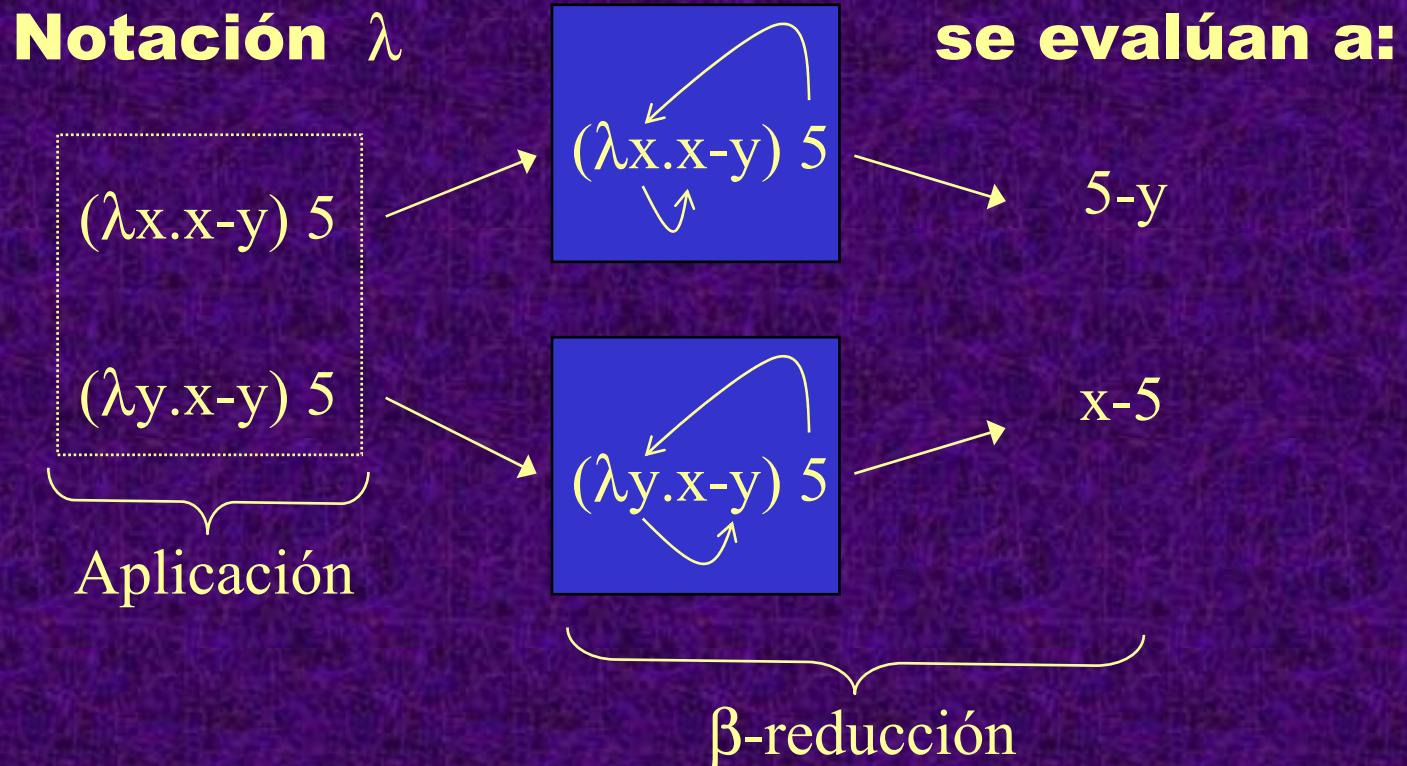 Notación λ se evalúan a:
(λx.x-y) 5
(λx.x-y) 5
5-y
(λy.x-y) 5
(λy.x-y) 5
x-5
Aplicación
β-reducción